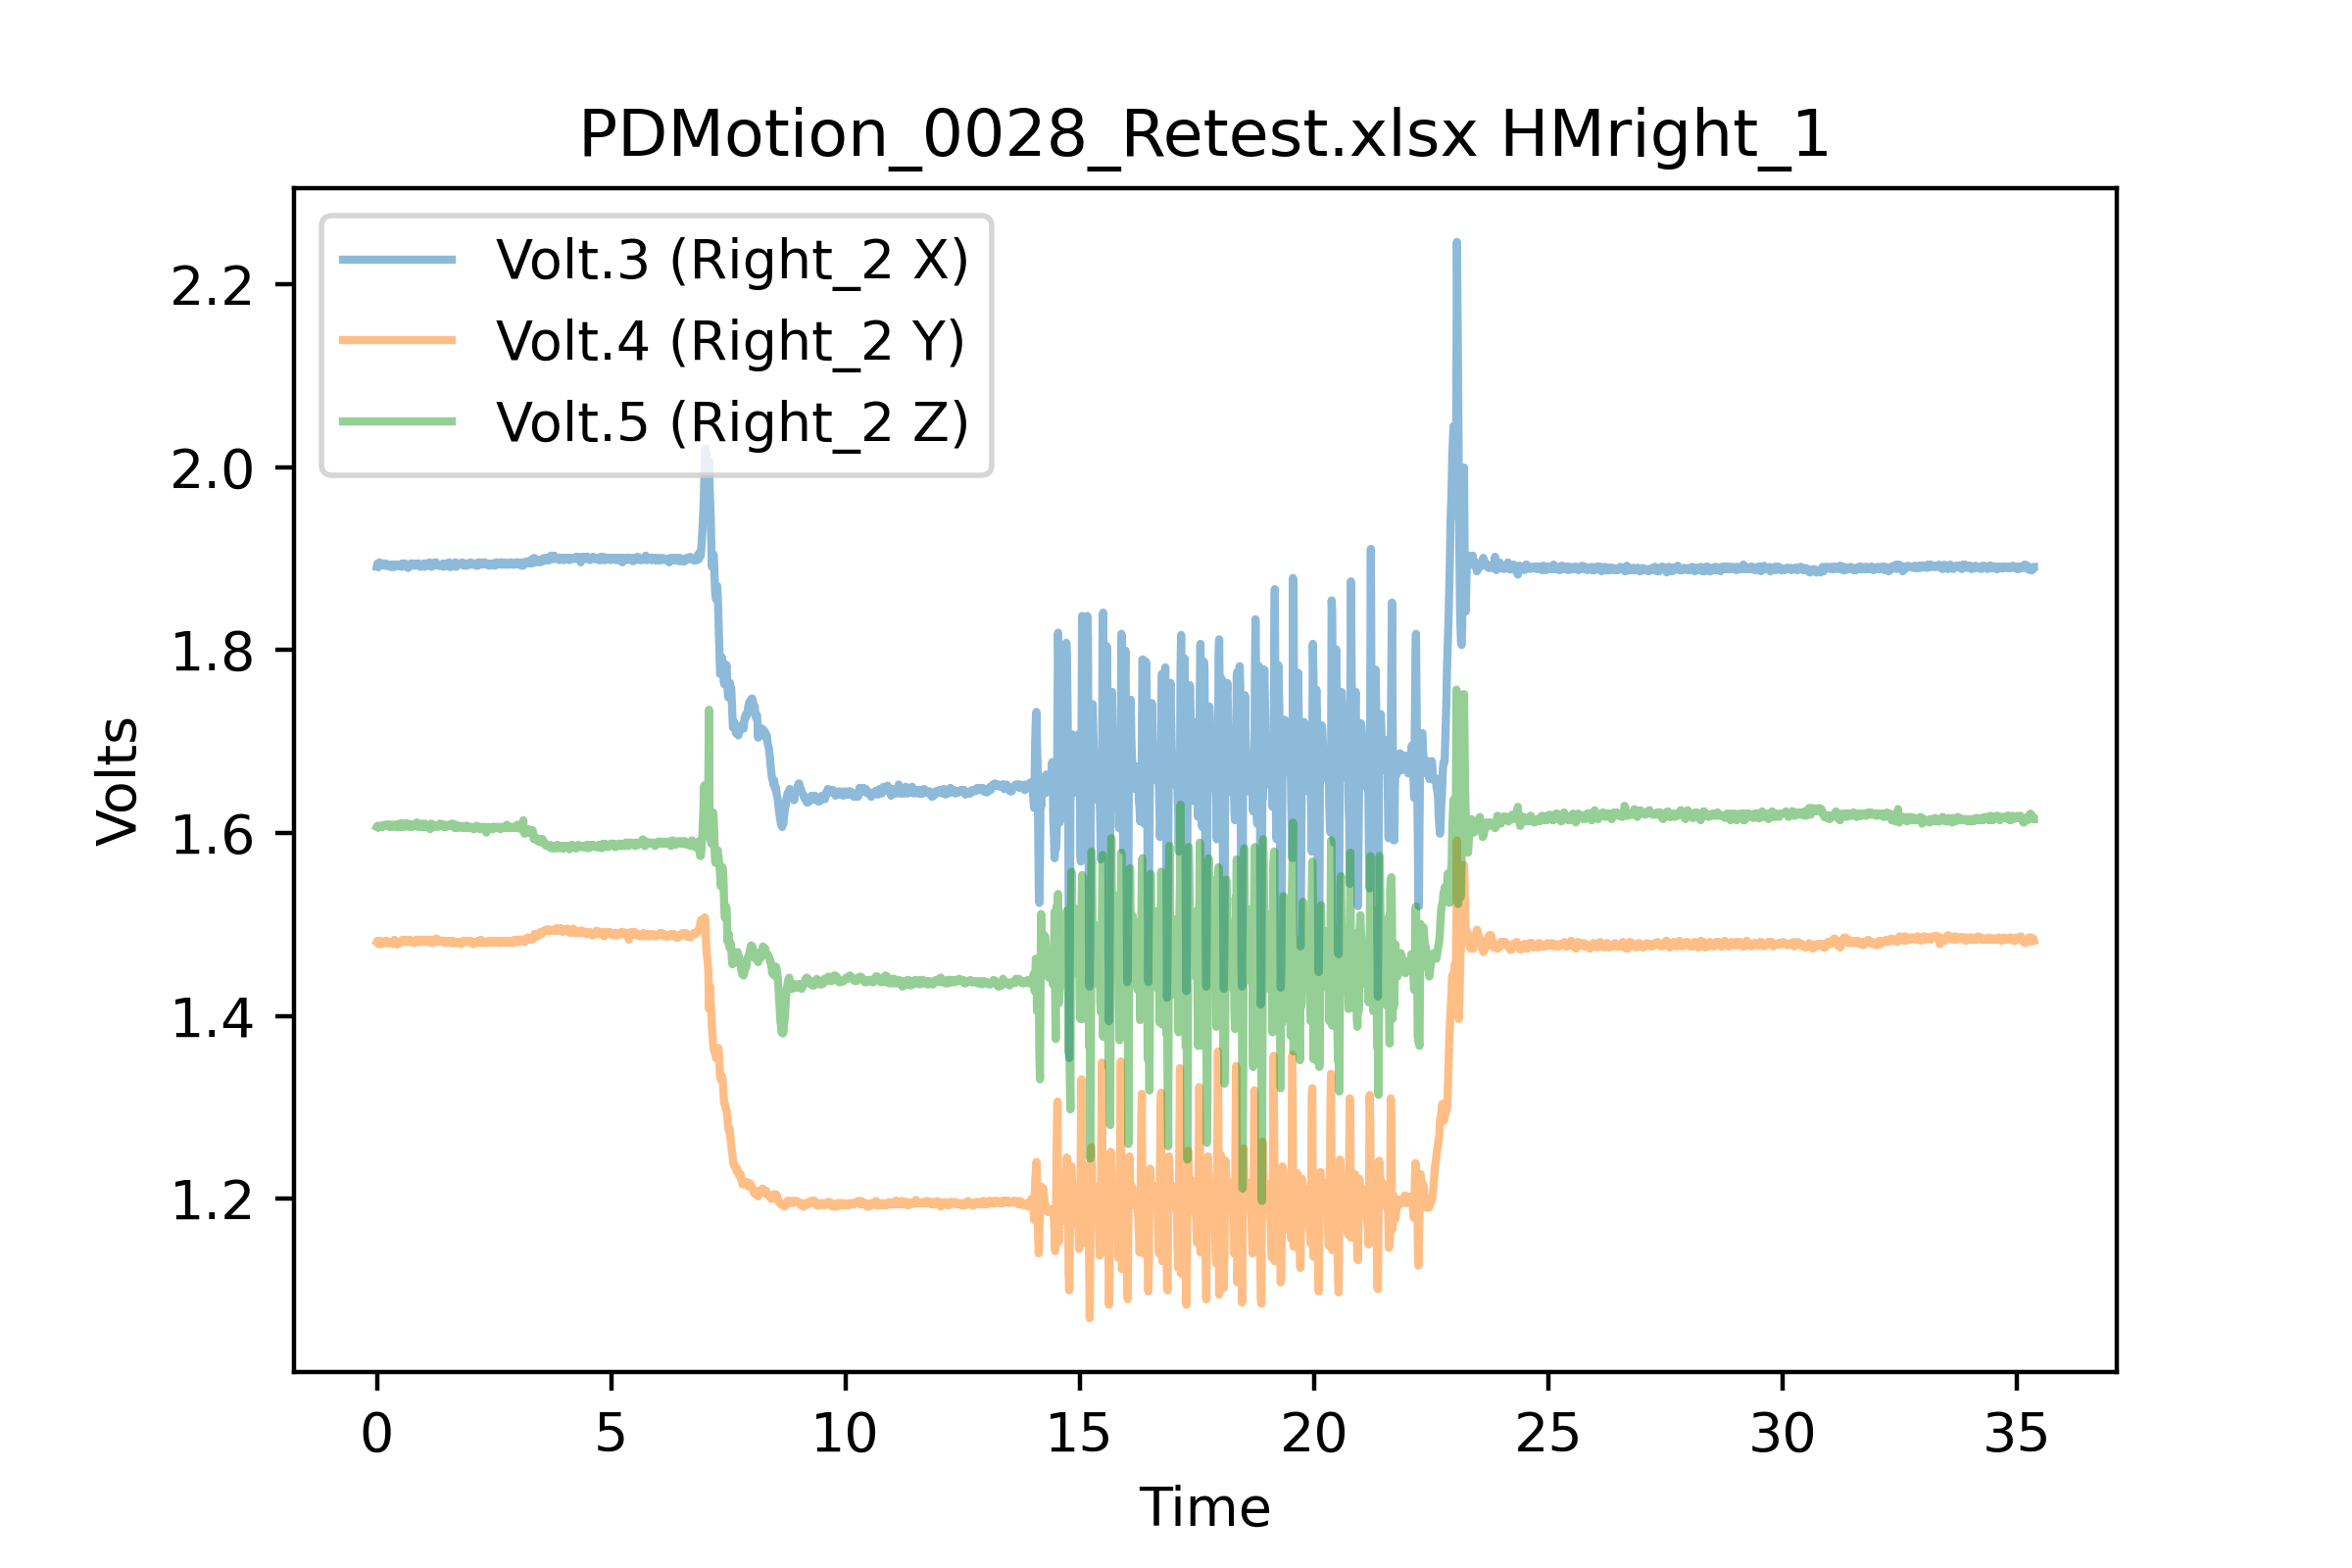 PDMotion_0028_Retest.xlsx HMright_1
Volt.3 (Right_2 X)
Volt.4 (Right_2 Y)
Volt.5 (Right_2 Z)
2.2
2.0
1.8
1.6
1.4
1.2
Volts
0 5 10 15 20 25 30 35
Time